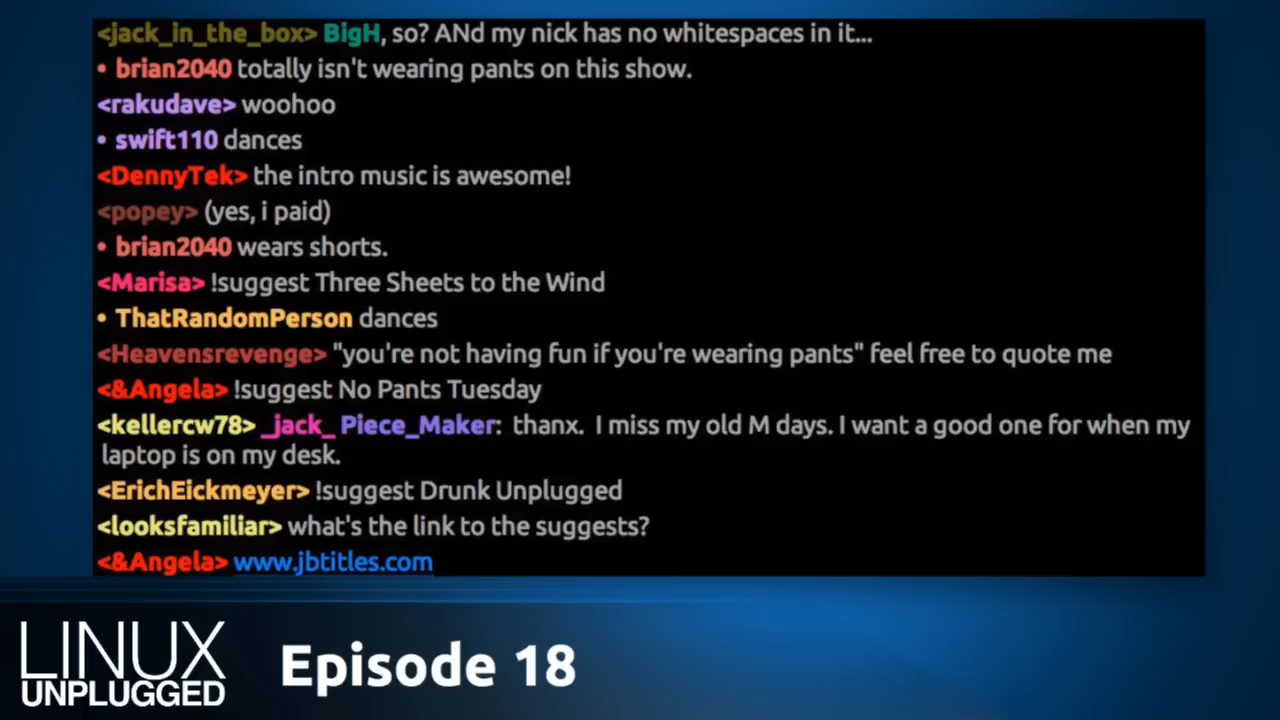 <jack_in_the_box> BigH, so? ANd my nick has no whitespaces in it...
• brian2040 totally isn't wearing pants on this show.
<rakudave> woohoo
• swift110 dances
<DennyTek> the intro music is awesome!
<popey> (yes, i paid)
• brian2040 wears shorts.
<Marisa> !suggest Three Sheets to the Wind
• ThatRandomPerson dances
<Heavensrevenge> "you're not having fun if you're wearing pants" feel free to quote me
<&Angela> !suggest No Pants Tuesday
<kellercw78> _jack_ Piece_Maker: thanx. I miss my old M days. I want a good one for when my
laptop is on my desk.
<ErichEickmeyer> !suggest Drunk Unplugged
<looksfamiliar> what's the link to the suggests?
<&Angela> www.jbtitles.com
LINUX
UNPLUGGED
Episode 18